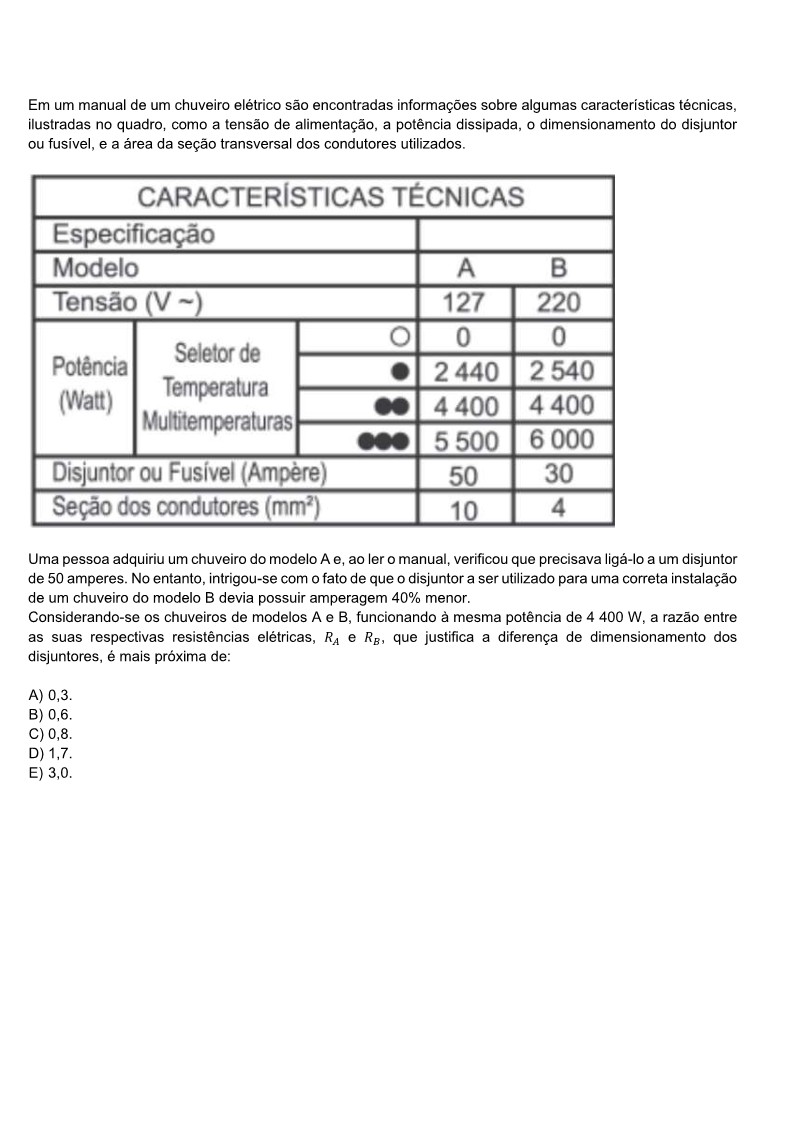 Em um manual de um chuveiro elétrico são encontradas informações sobre algumas características técnicas,
ilustradas no quadro, como a tensão de alimentação, a potência dissipada, o dimensionamento do disjuntor
ou fusível, e a área da seção transversal dos condutores utilizados.
CARACTERÍSTICAS TÉCNICAS
Especificação
Modelo A B
Tensão (V ~) 127 220
Potência (Watt) Seletor de Temperatura Multitemperaturas
○ 0 0
● 2 440 2 540
●● 4 400 4 400
●●● 5 500 6 000
Disjuntor ou Fusível (Ampère) 50 30
Seção dos condutores (mm²) 10 4
Uma pessoa adquiriu um chuveiro do modelo A e, ao ler o manual, verificou que precisava ligá-lo a um disjuntor
de 50 amperes. No entanto, intrigou-se com o fato de que o disjuntor a ser utilizado para uma correta instalação
de um chuveiro do modelo B devia possuir amperagem 40% menor.
Considerando-se os chuveiros de modelos A e B, funcionando à mesma potência de 4 400 W, a razão entre
as suas respectivas resistências elétricas, R_A e R_B, que justifica a diferença de dimensionamento dos
disjuntores, é mais próxima de:
A) 0,3.
B) 0,6.
C) 0,8.
D) 1,7.
E) 3,0.